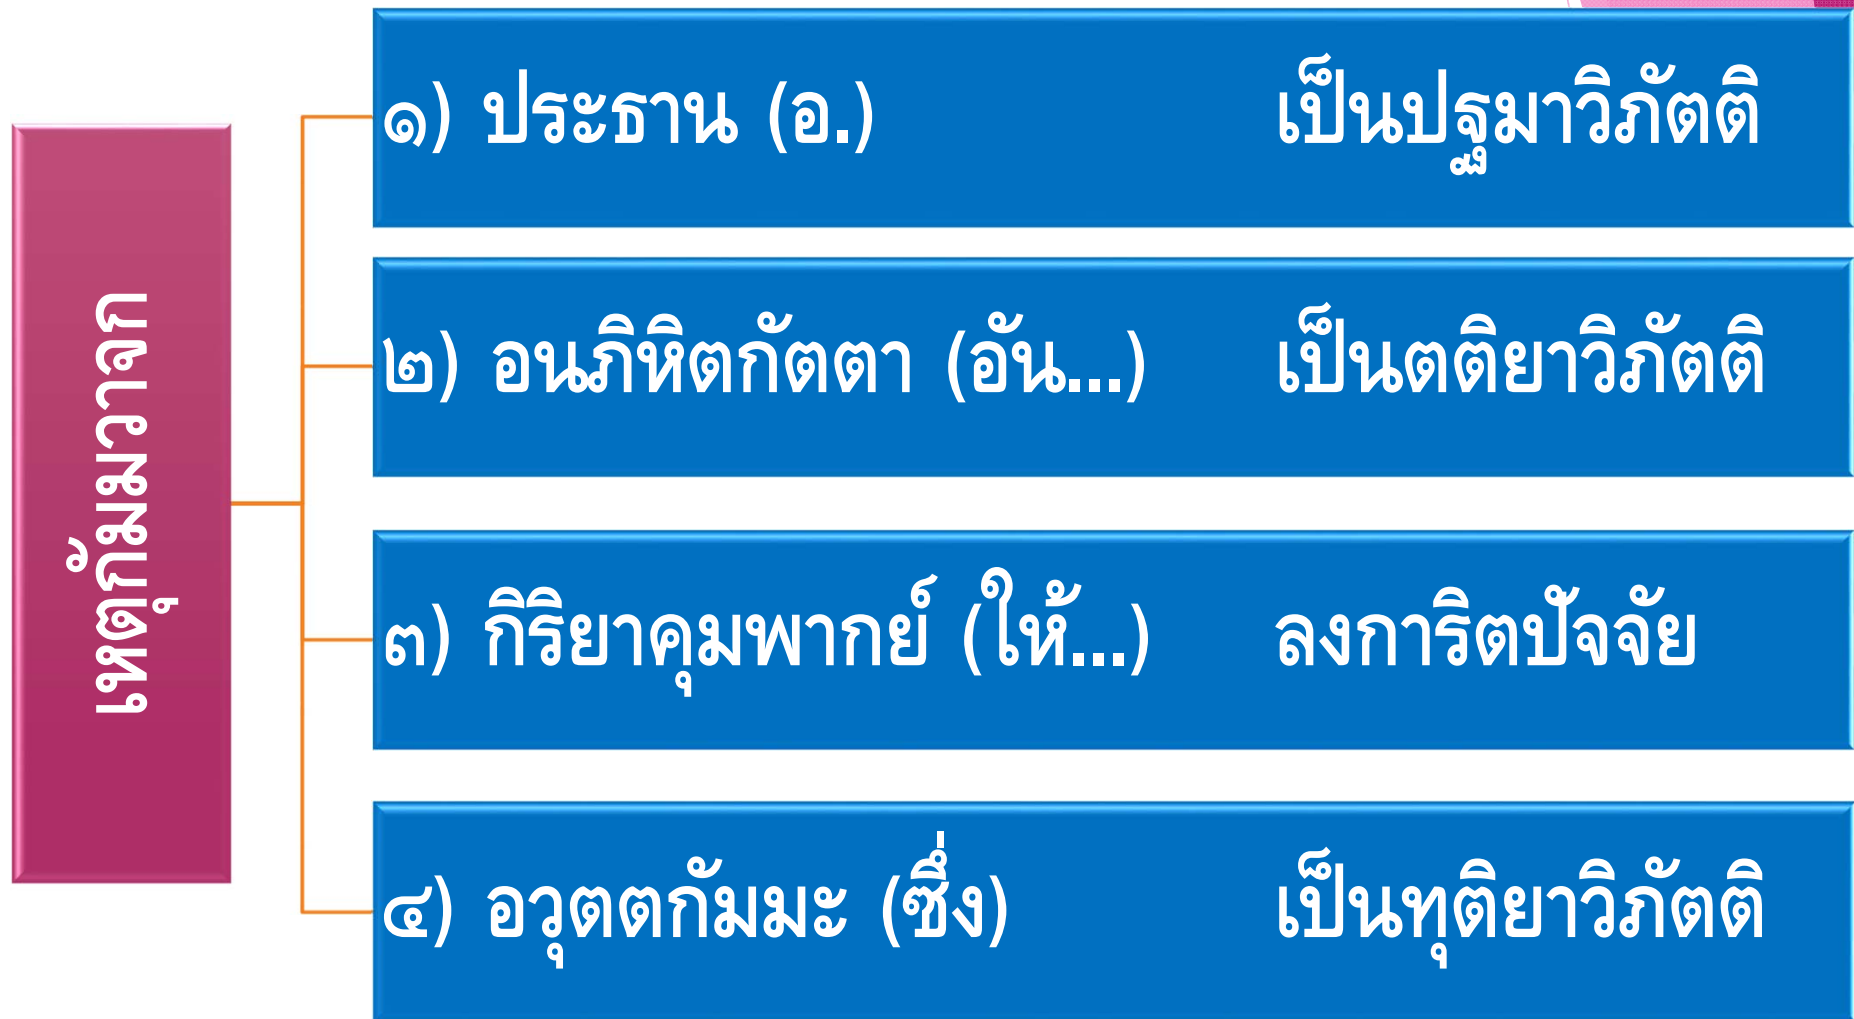 เหตุกัมมวาจก
๑) ประธาน (อ.) เป็นปฐมาวิภัตติ
๒) อนภิหิตกัตตา (อัน...) เป็นตติยาวิภัตติ
๓) กิริยาคุมพากย์ (ให้...) ลงการิตปัจจัย
๔) อวุตตกัมมะ (ซึ่ง) เป็นทุติยาวิภัตติ